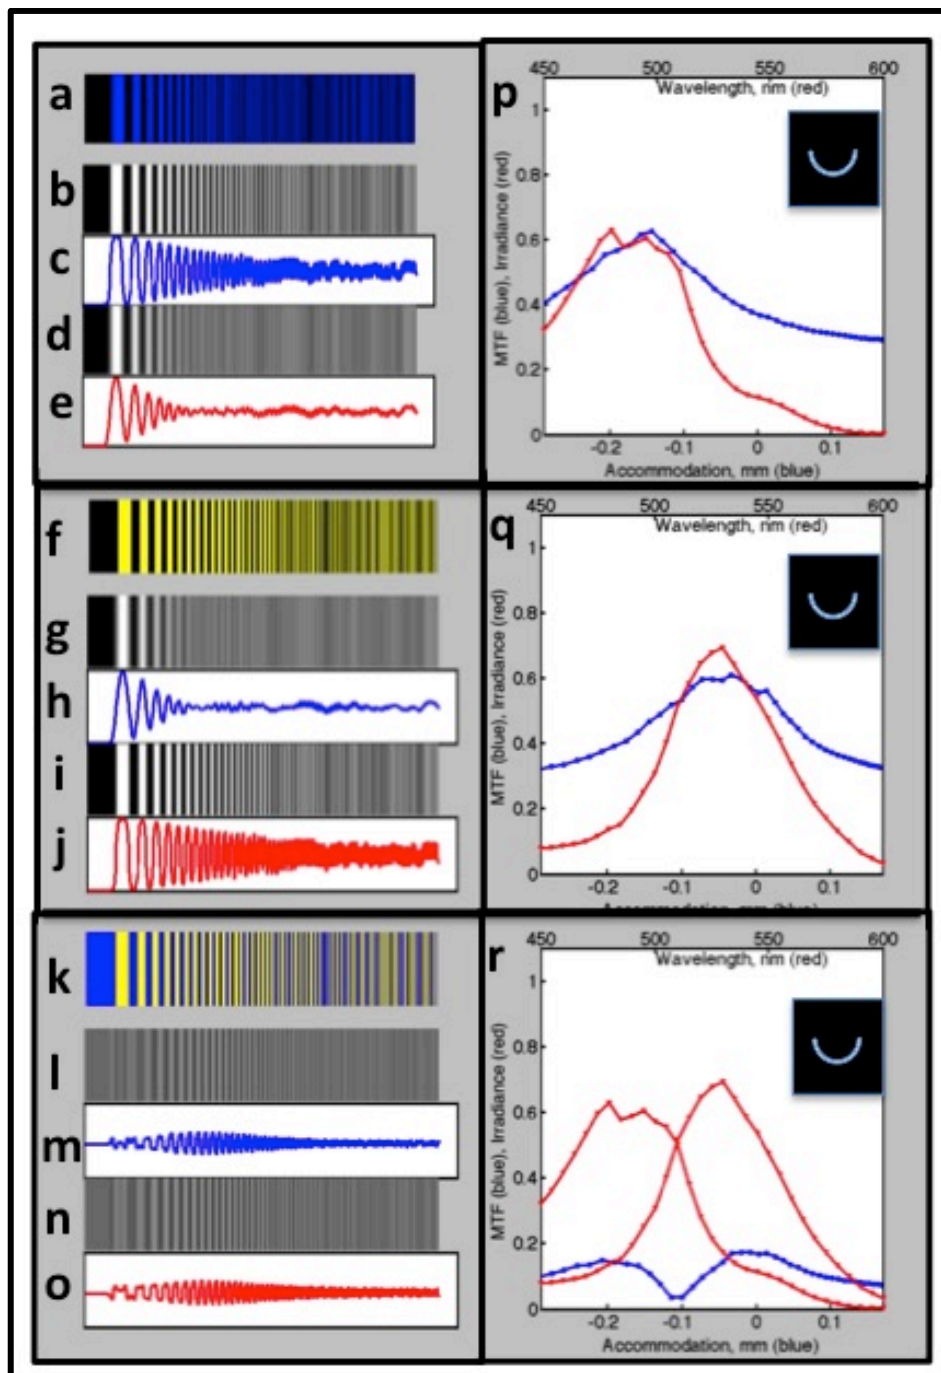 a
b
c
d
e
p
450 500 550 600
Wavelength, nm (red)
MTF (blue), Irradiance (red)
1
0.8
0.6
0.4
0.2
0
-0.2 -0.1 0 0.1
Accommodation, mm (blue)
f
g
h
i
j
q
450 500 550 600
Wavelength, nm (red)
MTF (blue), Irradiance (red)
1
0.8
0.6
0.4
0.2
0
-0.2 -0.1 0 0.1
Accommodation, mm (blue)
k
l
m
n
o
r
450 500 550 600
Wavelength, nm (red)
MTF (blue), Irradiance (red)
1
0.8
0.6
0.4
0.2
0
-0.2 -0.1 0 0.1
Accommodation, mm (blue)